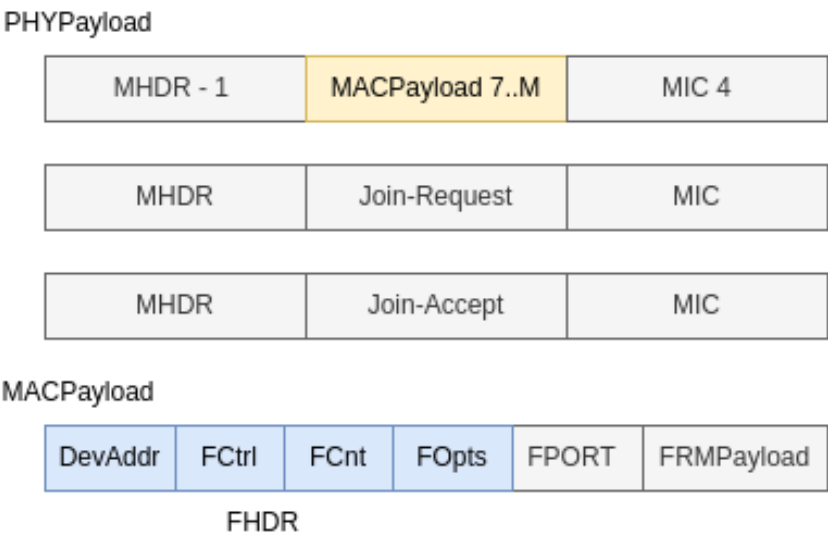 PHYPayload
MHDR - 1 MACPayload 7..M MIC 4
MHDR Join-Request MIC
MHDR Join-Accept MIC
MACPayload
DevAddr FCtrl FCnt FOpts FPORT FRMPayload
FHDR